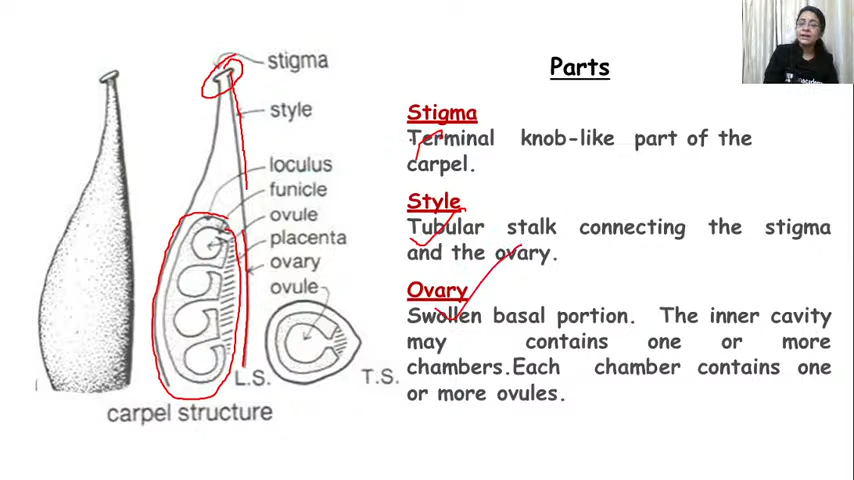 stigma
style
loculus
funicle
ovule
placenta
ovary
ovule
L.S.
T.S.
carpel structure
Parts
Stigma
Terminal knob-like part of the
carpel.
Style
Tubular stalk connecting the stigma
and the ovary.
Ovary
Swollen basal portion. The inner cavity
may contains one or more
chambers.Each chamber contains one
or more ovules.